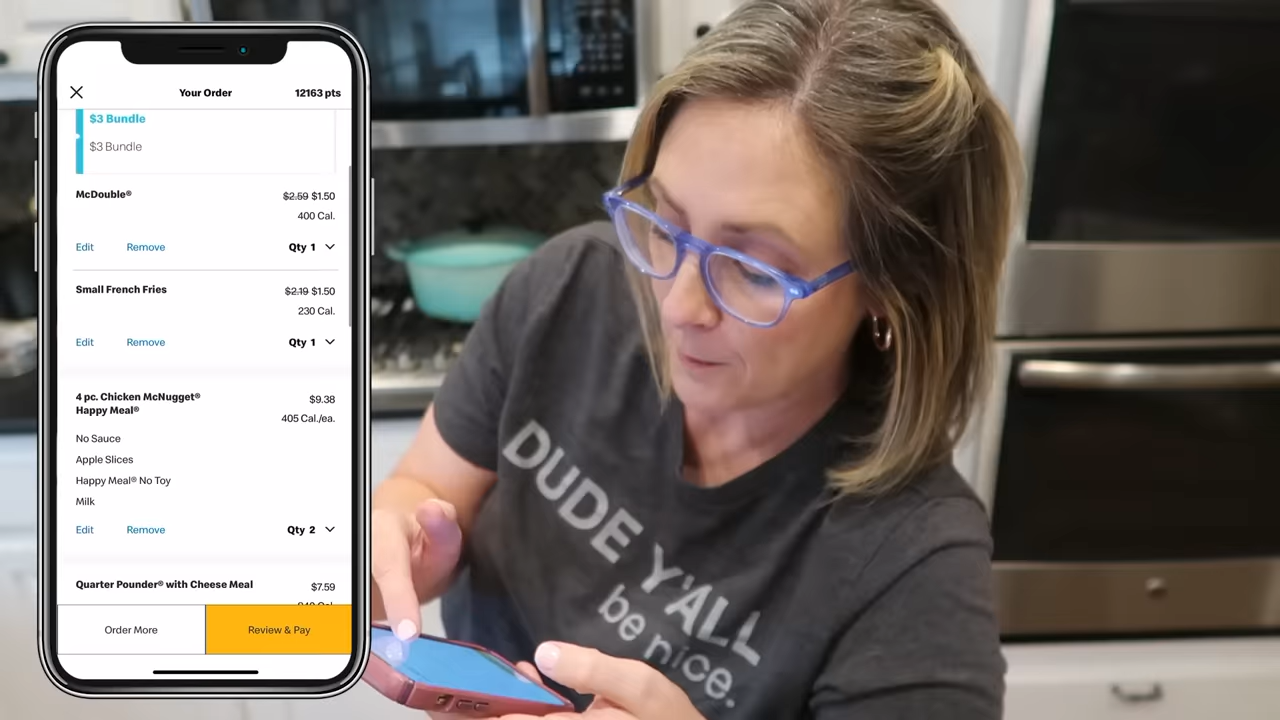 Your Order
12163 pts
$3 Bundle
$3 Bundle
McDouble®
$2.59 $1.50
400 Cal.
Edit
Remove
Qty 1
Small French Fries
$2.19 $1.50
230 Cal.
Edit
Remove
Qty 1
4 pc. Chicken McNugget®
Happy Meal®
$9.38
405 Cal./ea.
No Sauce
Apple Slices
Happy Meal® No Toy
Milk
Edit
Remove
Qty 2
Quarter Pounder® with Cheese Meal
$7.59
Order More
Review & Pay
DUDE Y'ALL
be nice.